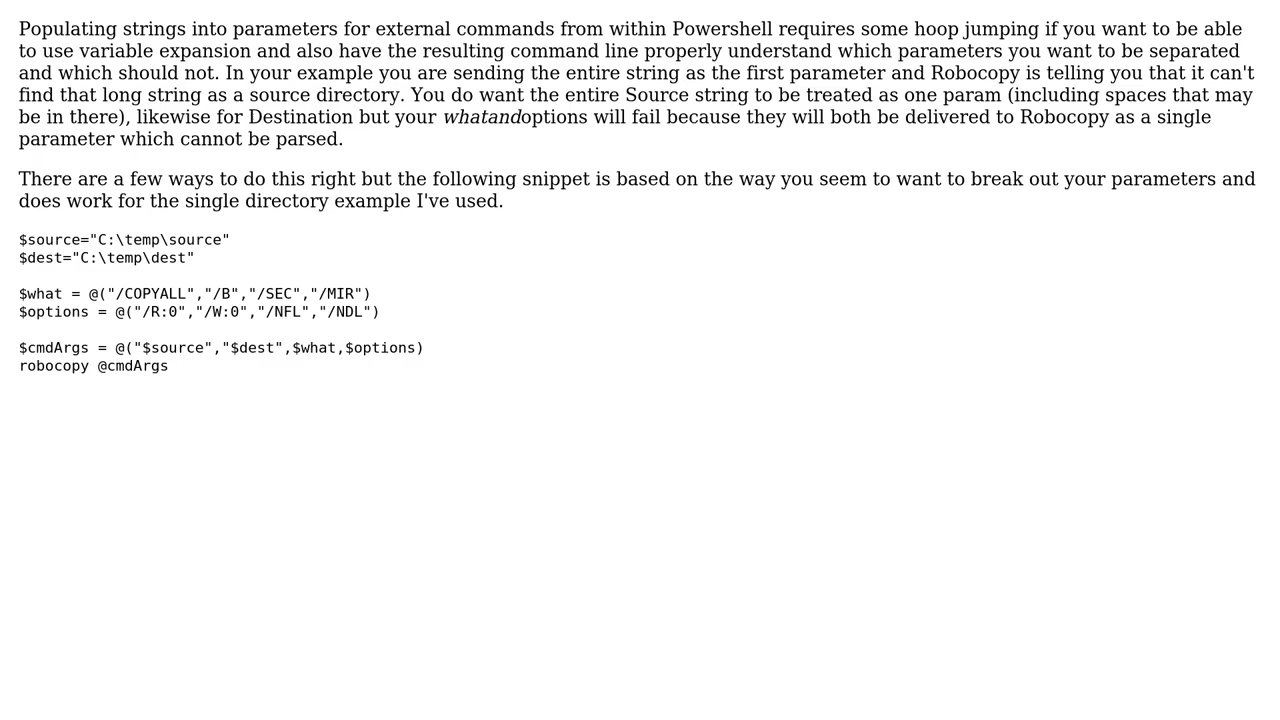 Populating strings into parameters for external commands from within Powershell requires some hoop jumping if you want to be able
to use variable expansion and also have the resulting command line properly understand which parameters you want to be separated
and which should not. In your example you are sending the entire string as the first parameter and Robocopy is telling you that it can't
find that long string as a source directory. You do want the entire Source string to be treated as one param (including spaces that may
be in there), likewise for Destination but your whatandoptions will fail because they will both be delivered to Robocopy as a single
parameter which cannot be parsed.
There are a few ways to do this right but the following snippet is based on the way you seem to want to break out your parameters and
does work for the single directory example I've used.
$source="C:\temp\source"
$dest="C:\temp\dest"
$what = @("/COPYALL","/B","/SEC","/MIR")
$options = @("/R:0","/W:0","/NFL","/NDL")
$cmdArgs = @("$source","$dest",$what,$options)
robocopy @cmdArgs